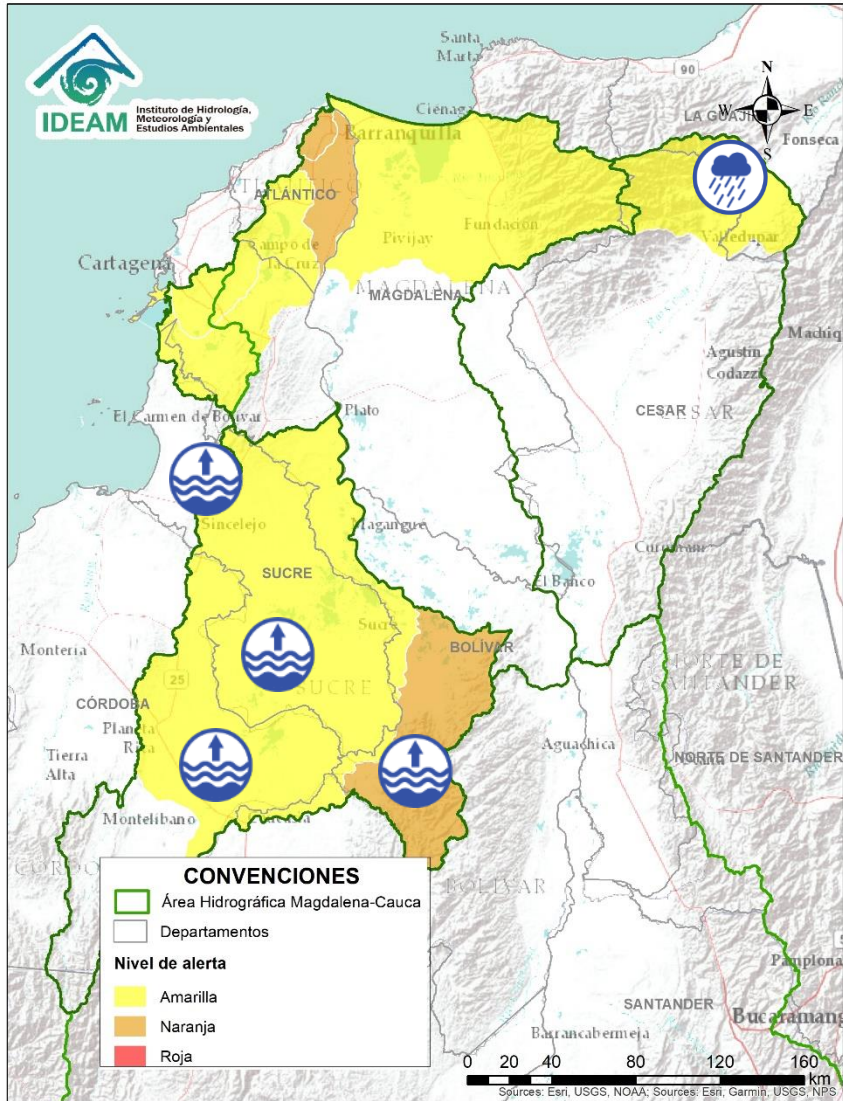 IDEAM
Instituto de Hidrología,
Meteorología y
Estudios Ambientales
Santa
Marta
90
N
W
E
S
LA GUAJIRA
Ciénaga
Barranquilla
Fonseca
ATLÁNTICO
Campo de
la Cruz
Pivijay
Fundación
Valledupar
Cartagena
MAGDALENA
MAGDALENA
Agustín
Codazzi
Machiq
El Carmen de Bolívar
Plato
CESAR
CESAR
Sincelejo
Magangue
Curumaní
El Banco
SUCRE
Sucre
BOLÍVAR
Montería
25
SUCRE
NORTE DE
SANTANDER
CÓRDOBA
Planeta
Rica
Tierra
Alta
Aguachica
NORTE DE SANTANDER
Montelíbano
BOLÍVAR
CONVENCIONES
Área Hidrográfica Magdalena-Cauca
Departamentos
Nivel de alerta
Amarilla
Naranja
Roja
Pamplona
SANTANDER
Bucaramang
Barrancabermeja
0 20 40 80 120 160
km
Sources: Esri, USGS, NOAA; Sources: Esri, Garmin, USGS, NPS